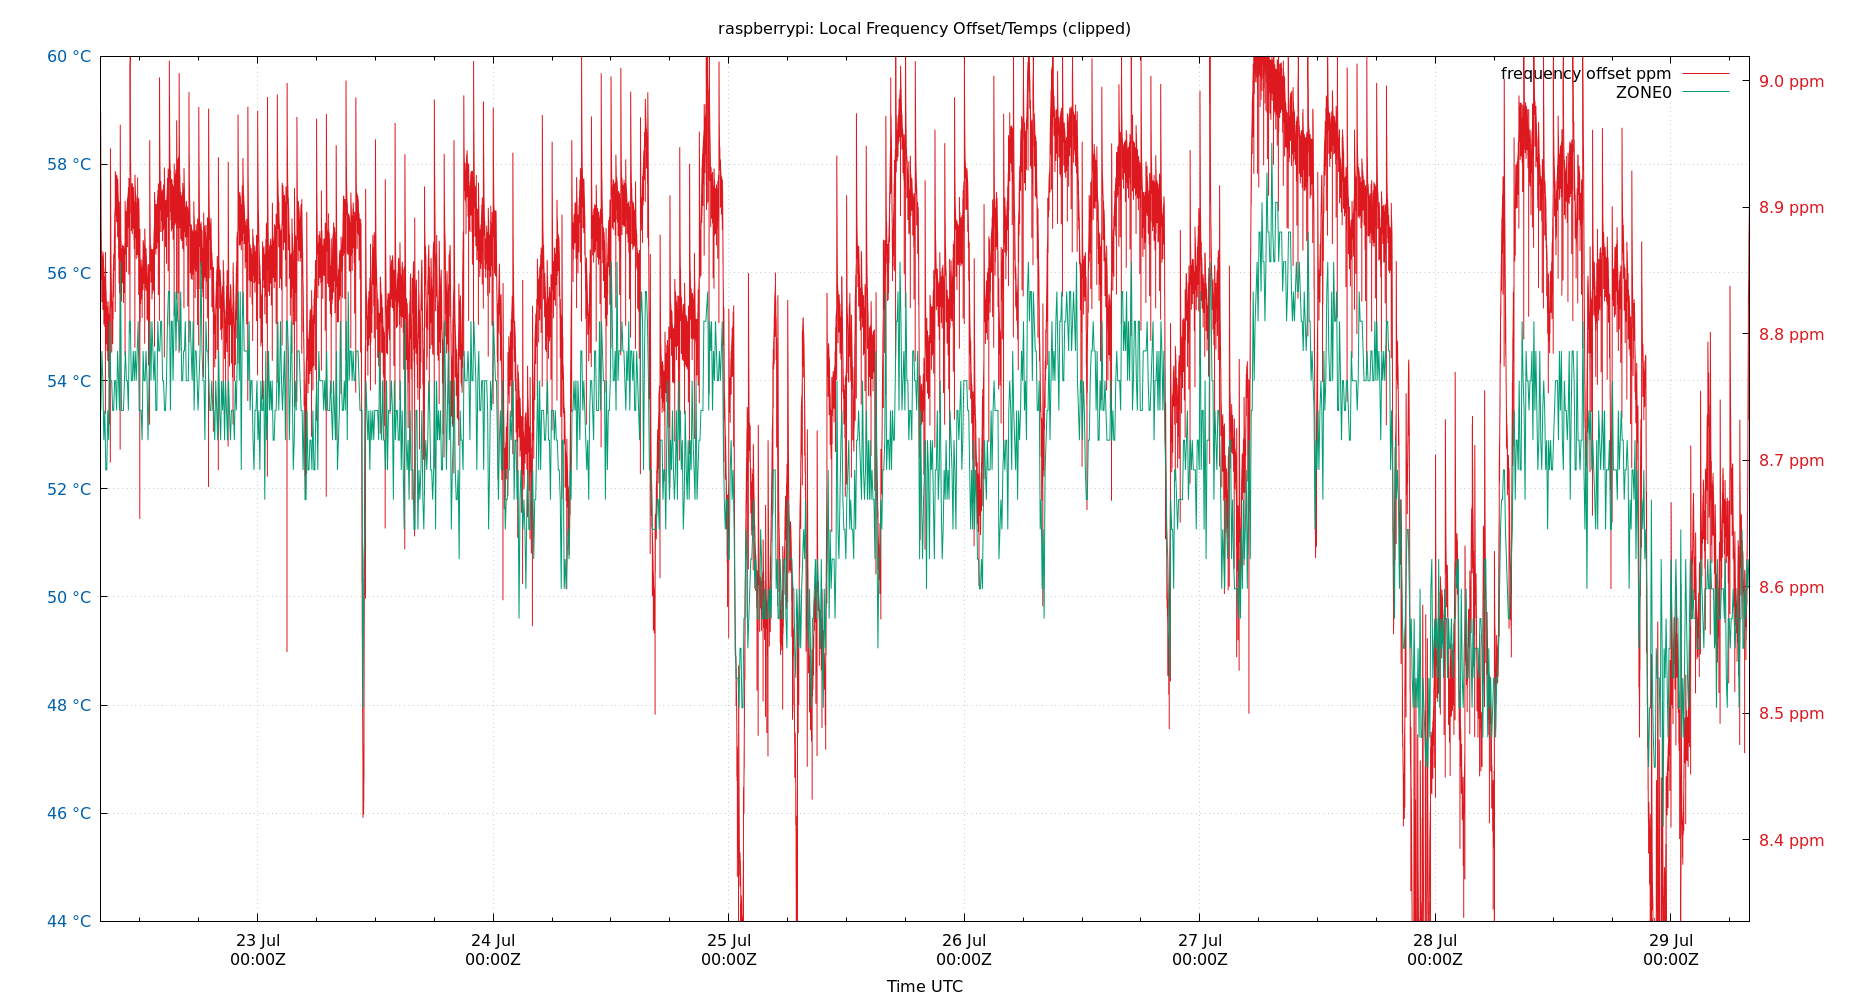 raspberrypi: Local Frequency Offset/Temps (clipped)
60 °C
58 °C
56 °C
54 °C
52 °C
50 °C
48 °C
46 °C
44 °C
frequency offset ppm
ZONE0
9.0 ppm
8.9 ppm
8.8 ppm
8.7 ppm
8.6 ppm
8.5 ppm
8.4 ppm
23 Jul
00:00Z
24 Jul
00:00Z
25 Jul
00:00Z
26 Jul
00:00Z
27 Jul
00:00Z
28 Jul
00:00Z
29 Jul
00:00Z
Time UTC